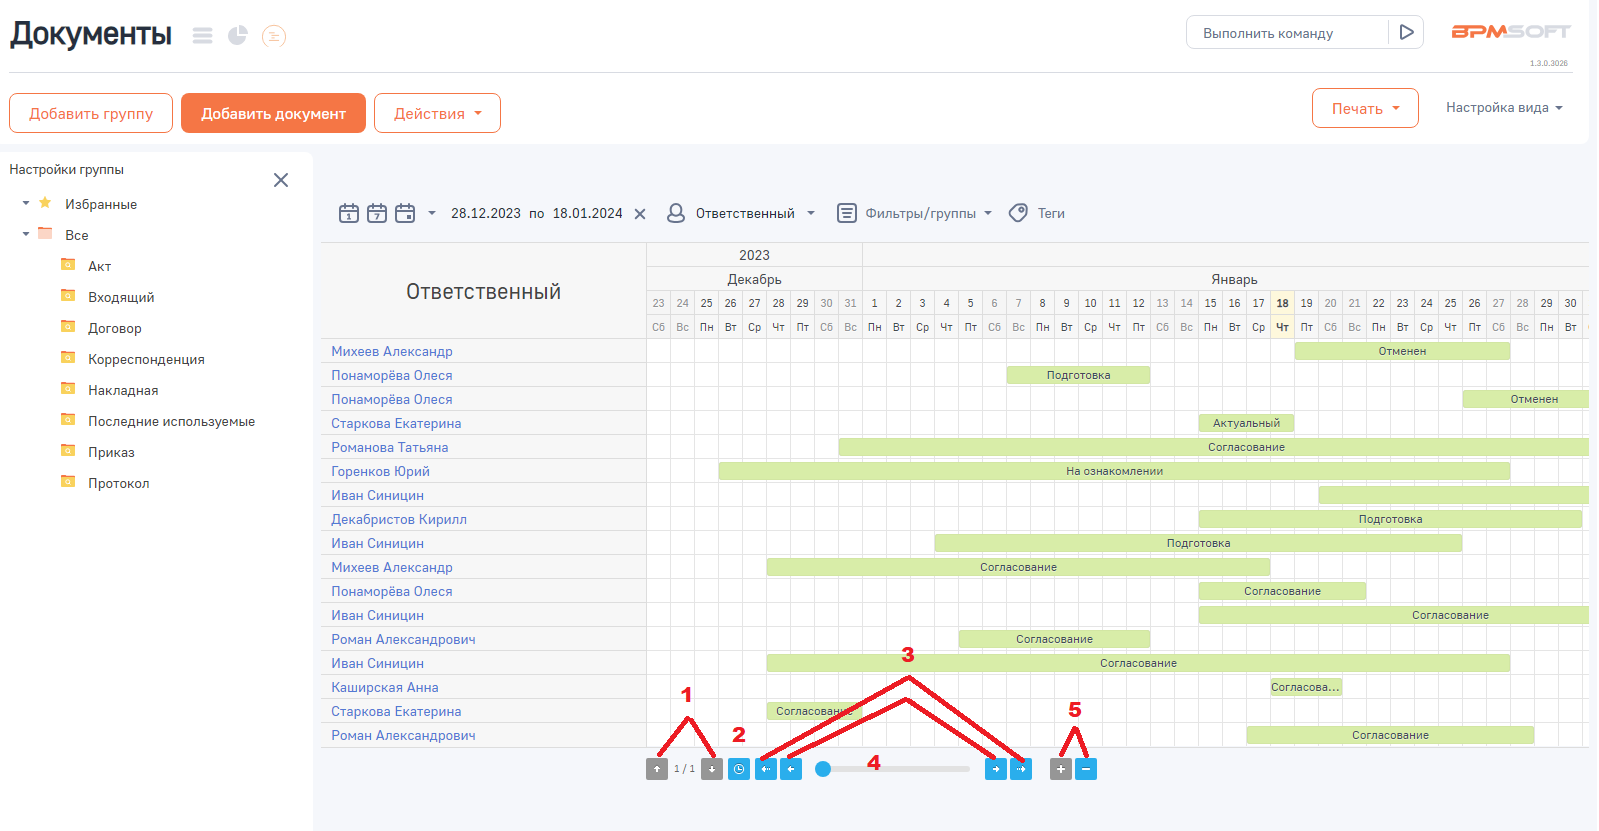 Документы
Выполнить команду
BPMSOFT
1.3.0.3026
Добавить группу
Добавить документ
Действия
Печать
Настройка вида
Настройки группы
Избранные
Все
Акт
Входящий
Договор
Корреспонденция
Накладная
Последние используемые
Приказ
Протокол
1 7 28.12.2023 по 18.01.2024 Ответственный Фильтры/группы Теги
Ответственный
2023
Декабрь Январь
23 24 25 26 27 28 29 30 31 1 2 3 4 5 6 7 8 9 10 11 12 13 14 15 16 17 18 19 20 21 22 23 24 25 26 27 28 29 30
Сб Вс Пн Вт Ср Чт Пт Сб Вс Пн Вт Ср Чт Пт Сб Вс Пн Вт Ср Чт Пт Сб Вс Пн Вт Ср Чт Пт Сб Вс Пн Вт Ср Чт Пт Сб Вс Пн Вт
Михеев Александр Отменен
Понаморёва Олеся Подготовка
Понаморёва Олеся Отменен
Старкова Екатерина Актуальный
Романова Татьяна Согласование
Горенков Юрий На ознакомлении
Иван Синицин
Декабристов Кирилл Подготовка
Иван Синицин Подготовка
Михеев Александр Согласование
Понаморёва Олеся Согласование
Иван Синицин Согласование
Роман Александрович Согласование
Иван Синицин Согласование
Каширская Анна Согласова...
Старкова Екатерина Согласование
Роман Александрович Согласование
1 2 3 4 5
1 / 1